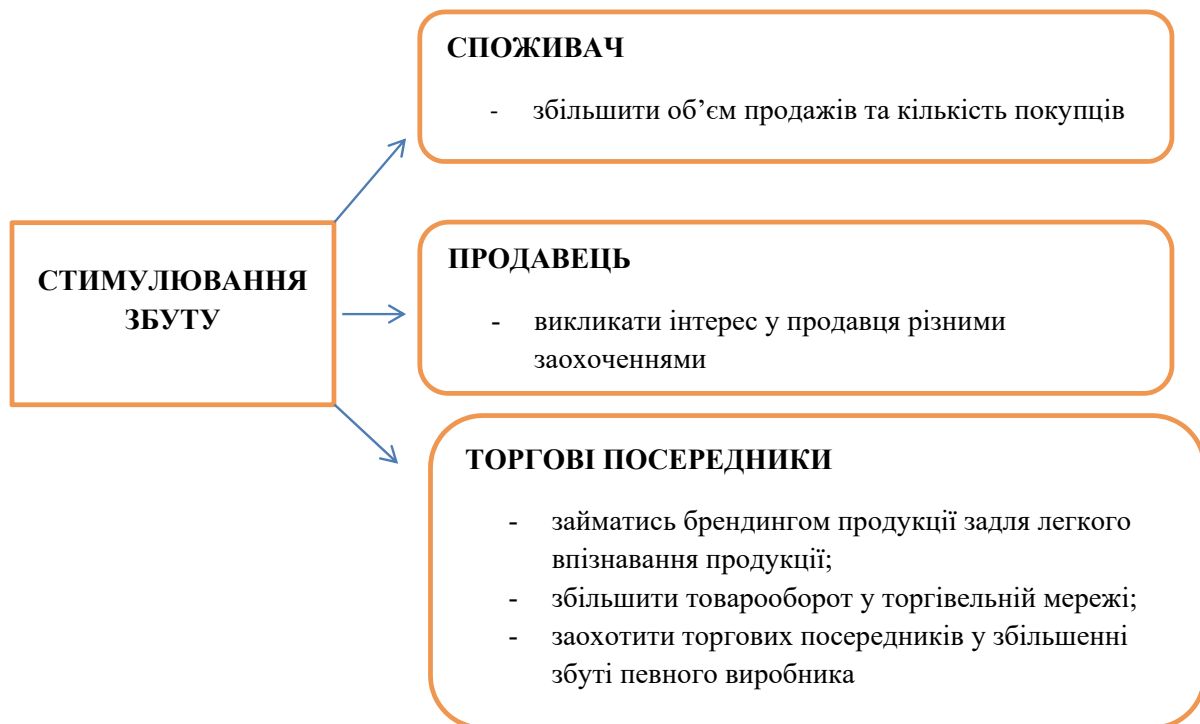 СПОЖИВАЧ
- збільшити об’єм продажів та кількість покупців
СТИМУЛЮВАННЯ
ЗБУТУ
ПРОДАВЕЦЬ
- викликати інтерес у продавця різними
заохоченнями
ТОРГОВІ ПОСЕРЕДНИКИ
- займатись брендингом продукції задля легкого
впізнавання продукції;
- збільшити товарооборот у торгівельній мережі;
- заохотити торгових посередників у збільшенні
збуті певного виробника